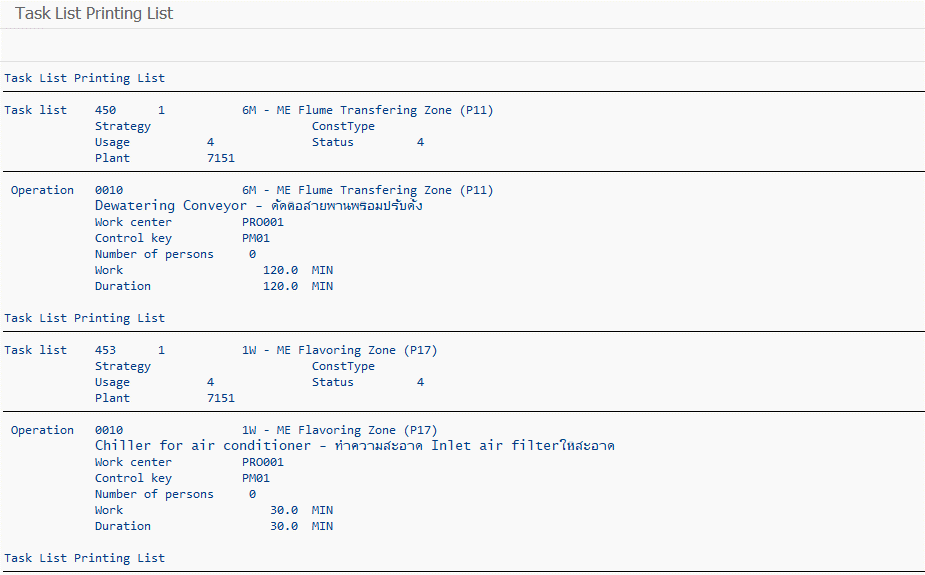 Task List Printing List
Task List Printing List
Task list 450 1 6M - ME Flume Transfering Zone (P11)
Strategy ConstType
Usage 4 Status 4
Plant 7151
Operation 0010 6M - ME Flume Transfering Zone (P11)
Dewatering Conveyor - ตัดตอสายพานพรอมปรับตัง
Work center PRO001
Control key PM01
Number of persons 0
Work 120.0 MIN
Duration 120.0 MIN
Task List Printing List
Task list 453 1 1W - ME Flavoring Zone (P17)
Strategy ConstType
Usage 4 Status 4
Plant 7151
Operation 0010 1W - ME Flavoring Zone (P17)
Chiller for air conditioner - ทำความสะอาด Inlet air filterใหสะอาด
Work center PRO001
Control key PM01
Number of persons 0
Work 30.0 MIN
Duration 30.0 MIN
Task List Printing List